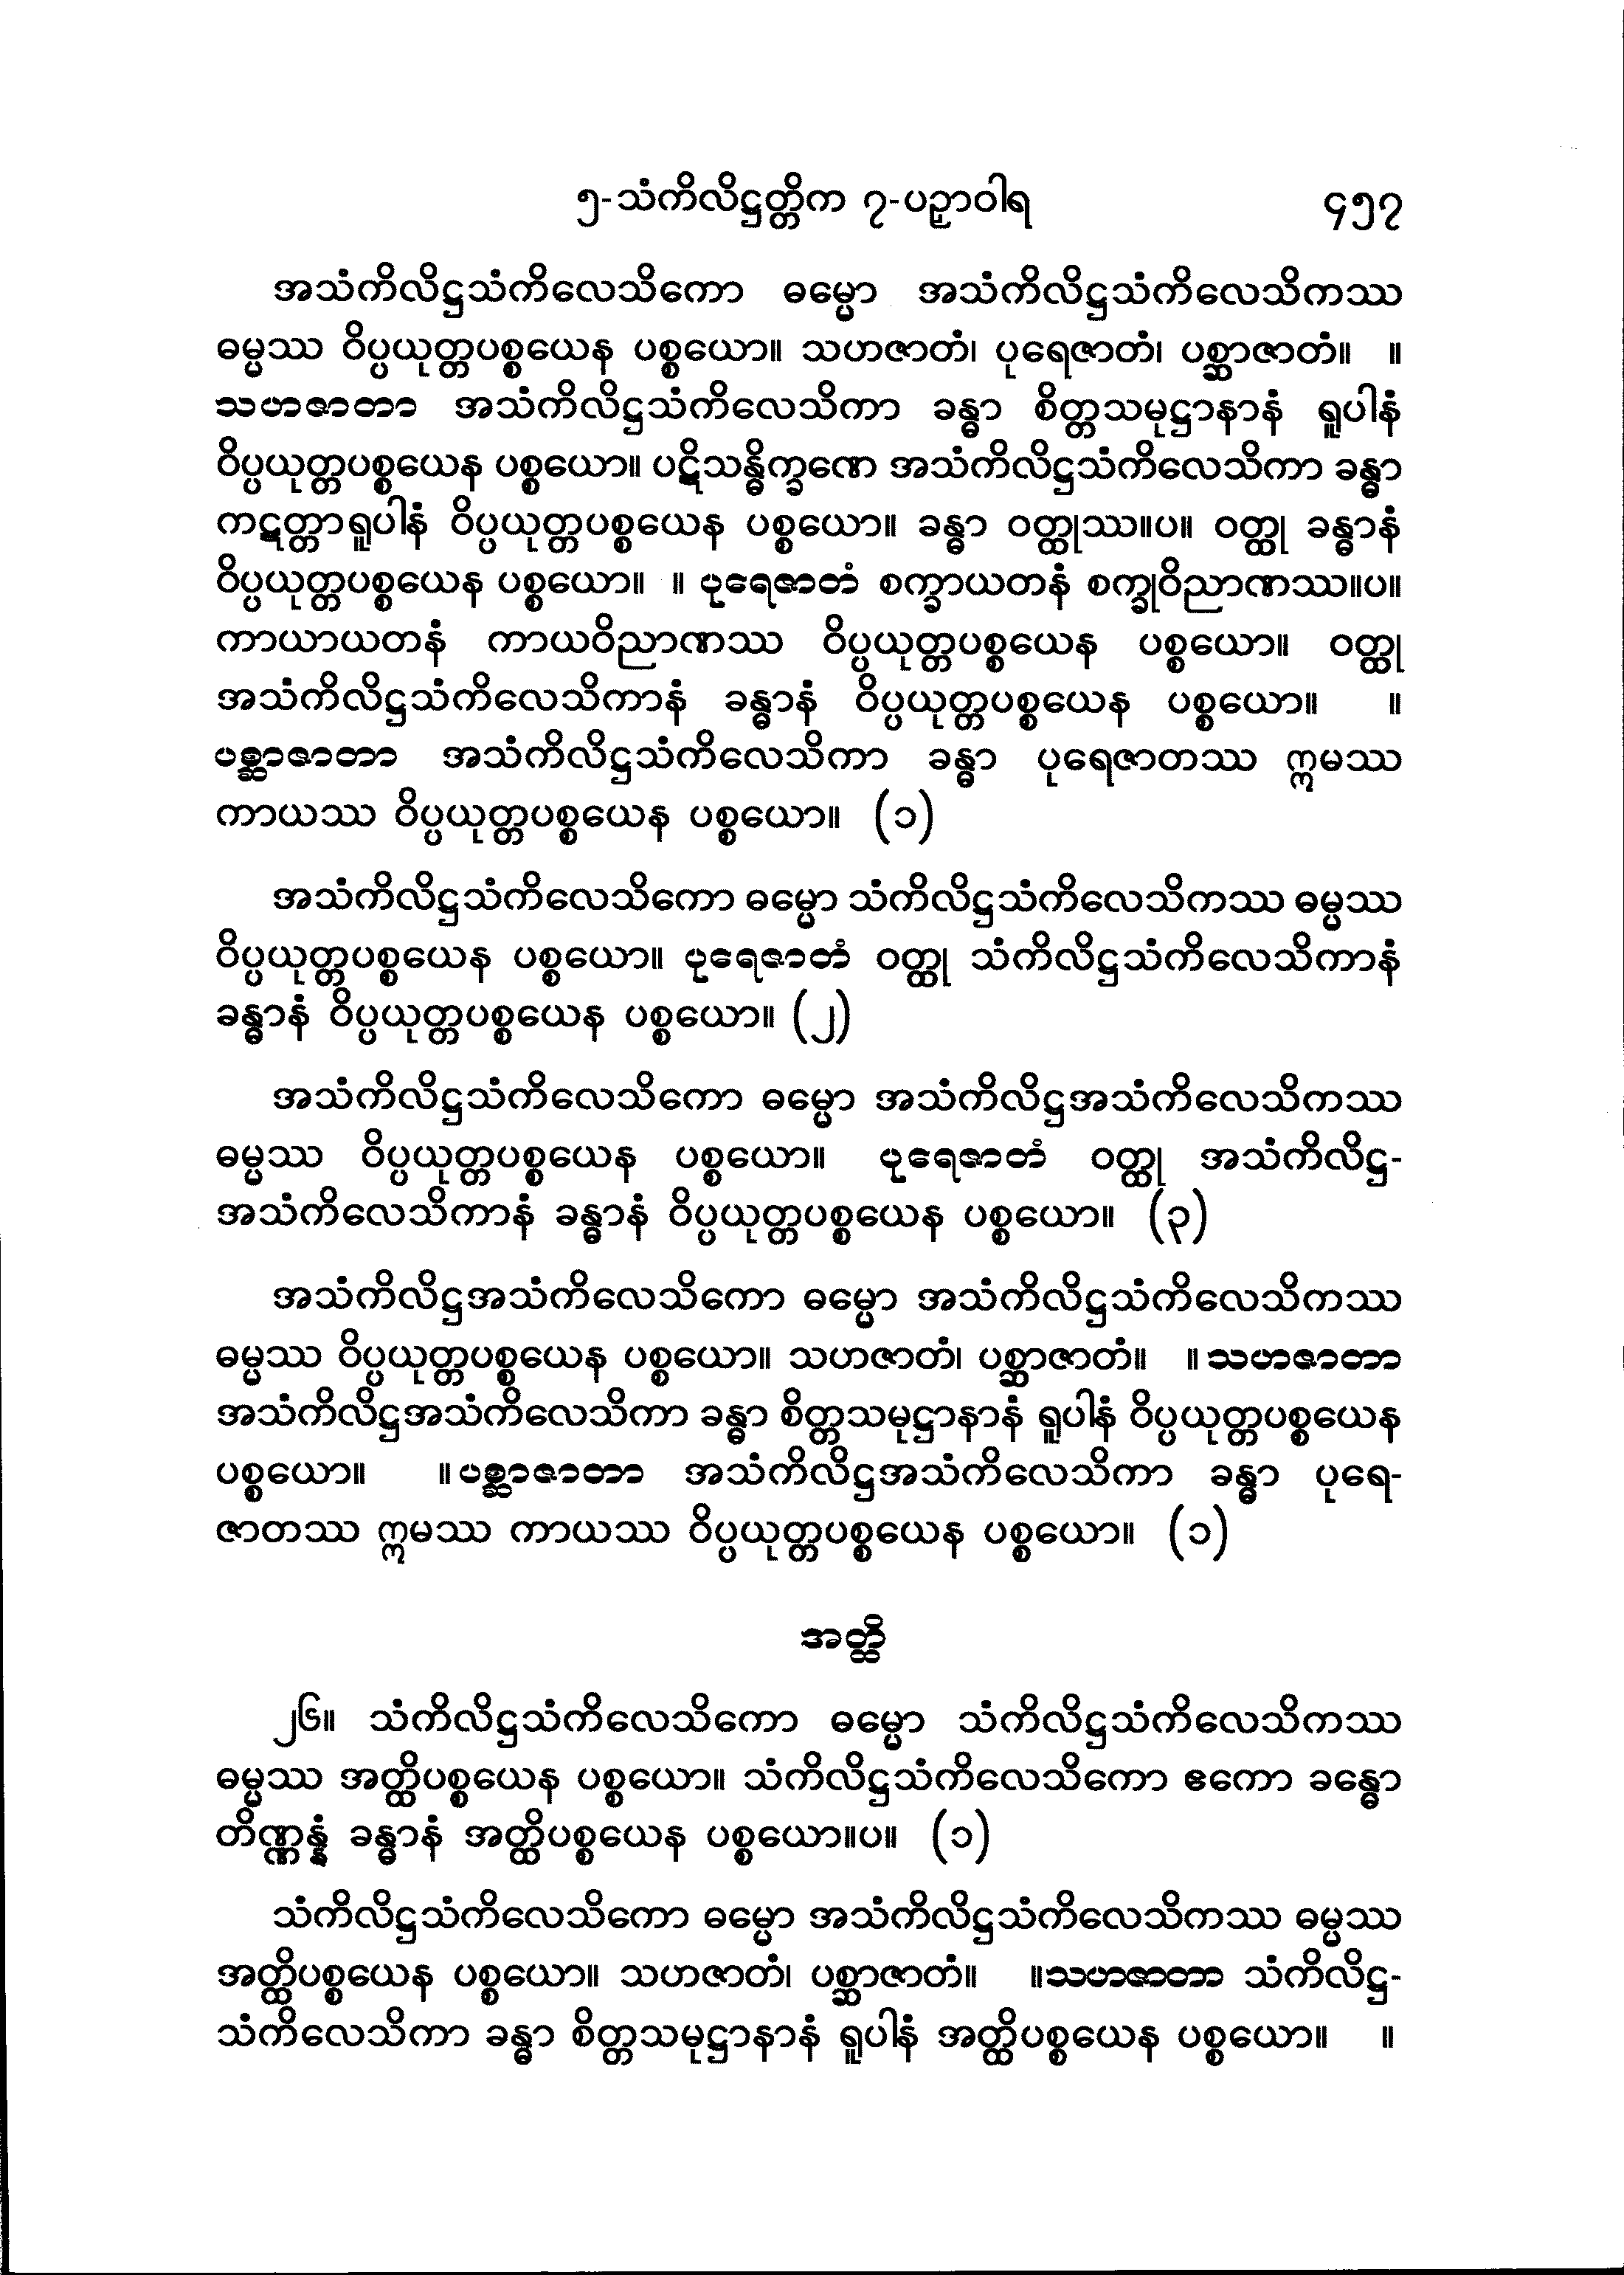 ၅-သံကိလိဋ္ဌတ္တိက ၇-ပဉှာဝါရ ၄၅၇
အသံကိလိဋ္ဌသံကိလေသိကော ဓမ္မော အသံကိလိဋ္ဌသံကိလေသိကဿ
ဓမ္မဿ ဝိပ္ပယုတ္တပစ္စယေန ပစ္စယော။ သဟဇာတံ၊ ပုရေဇာတံ၊ ပစ္ဆာဇာတံ။ ။
သဟဇာတာ အသံကိလိဋ္ဌသံကိလေသိကာ ခန္ဓာ စိတ္တသမုဋ္ဌာနာနံ ရူပါနံ
ဝိပ္ပယုတ္တပစ္စယေန ပစ္စယော။ ပဋိသန္ဓိက္ခဏေ အသံကိလိဋ္ဌသံကိလေသိကာ ခန္ဓာ
ကဋတ္တာရူပါနံ ဝိပ္ပယုတ္တပစ္စယေန ပစ္စယော။ ခန္ဓာ ဝတ္ထုဿ။ပ။ ဝတ္ထု ခန္ဓာနံ
ဝိပ္ပယုတ္တပစ္စယေန ပစ္စယော။ ။ ပုရေဇာတံ စက္ခာယတနံ စက္ခုဝိညာဏဿ။ပ။
ကာယာယတနံ ကာယဝိညာဏဿ ဝိပ္ပယုတ္တပစ္စယေန ပစ္စယော။ ဝတ္ထု
အသံကိလိဋ္ဌသံကိလေသိကာနံ ခန္ဓာနံ ဝိပ္ပယုတ္တပစ္စယေန ပစ္စယော။ ။
ပစ္ဆာဇာတာ အသံကိလိဋ္ဌသံကိလေသိကာ ခန္ဓာ ပုရေဇာတဿ ဣမဿ
ကာယဿ ဝိပ္ပယုတ္တပစ္စယေန ပစ္စယော။ (၁)
အသံကိလိဋ္ဌသံကိလေသိကော ဓမ္မော သံကိလိဋ္ဌသံကိလေသိကဿ ဓမ္မဿ
ဝိပ္ပယုတ္တပစ္စယေန ပစ္စယော။ ပုရေဇာတံ ဝတ္ထု သံကိလိဋ္ဌသံကိလေသိကာနံ
ခန္ဓာနံ ဝိပ္ပယုတ္တပစ္စယေန ပစ္စယော။ (၂)
အသံကိလိဋ္ဌသံကိလေသိကော ဓမ္မော အသံကိလိဋ္ဌအသံကိလေသိကဿ
ဓမ္မဿ ဝိပ္ပယုတ္တပစ္စယေန ပစ္စယော။ ပုရေဇာတံ ဝတ္ထု အသံကိလိဋ္ဌ-
အသံကိလေသိကာနံ ခန္ဓာနံ ဝိပ္ပယုတ္တပစ္စယေန ပစ္စယော။ (၃)
အသံကိလိဋ္ဌအသံကိလေသိကော ဓမ္မော အသံကိလိဋ္ဌသံကိလေသိကဿ
ဓမ္မဿ ဝိပ္ပယုတ္တပစ္စယေန ပစ္စယော။ သဟဇာတံ၊ ပစ္ဆာဇာတံ။ ။ သဟဇာတာ
အသံကိလိဋ္ဌအသံကိလေသိကာ ခန္ဓာ စိတ္တသမုဋ္ဌာနာနံ ရူပါနံ ဝိပ္ပယုတ္တပစ္စယေန
ပစ္စယော။ ။ ပစ္ဆာဇာတာ အသံကိလိဋ္ဌအသံကိလေသိကာ ခန္ဓာ ပုရေ-
ဇာတဿ ဣမဿ ကာယဿ ဝိပ္ပယုတ္တပစ္စယေန ပစ္စယော။ (၁)
အတ္ထိ
၂၆။ သံကိလိဋ္ဌသံကိလေသိကော ဓမ္မော သံကိလိဋ္ဌသံကိလေသိကဿ
ဓမ္မဿ အတ္ထိပစ္စယေန ပစ္စယော။ သံကိလိဋ္ဌသံကိလေသိကော ဧကော ခန္ဓော
တိဏ္ဏန္နံ ခန္ဓာနံ အတ္ထိပစ္စယေန ပစ္စယော။ပ။ (၁)
သံကိလိဋ္ဌသံကိလေသိကော ဓမ္မော အသံကိလိဋ္ဌသံကိလေသိကဿ ဓမ္မဿ
အတ္ထိပစ္စယေန ပစ္စယော။ သဟဇာတံ၊ ပစ္ဆာဇာတံ။ ။သဟဇာတာ သံကိလိဋ္ဌ-
သံကိလေသိကာ ခန္ဓာ စိတ္တသမုဋ္ဌာနာနံ ရူပါနံ အတ္ထိပစ္စယေန ပစ္စယော။ ။